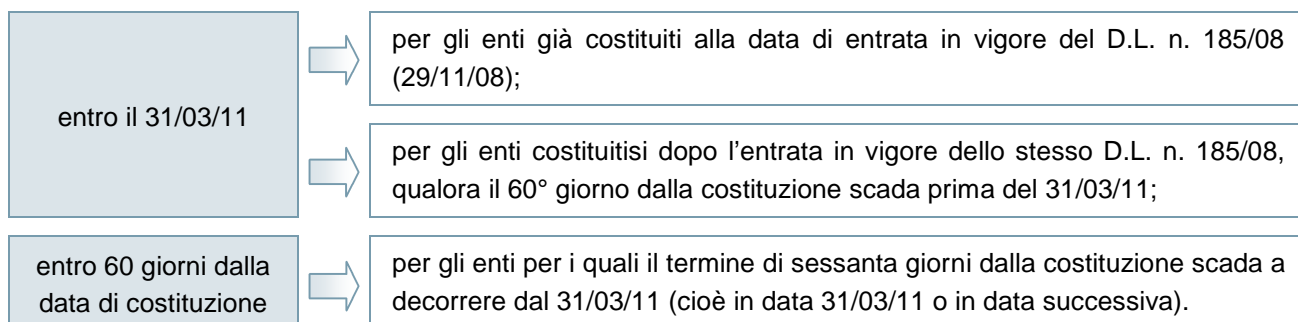 entro il 31/03/11
per gli enti già costituiti alla data di entrata in vigore del D.L. n. 185/08
(29/11/08);
per gli enti costituitisi dopo l'entrata in vigore dello stesso D.L. n. 185/08,
qualora il 60° giorno dalla costituzione scada prima del 31/03/11;
entro 60 giorni dalla
data di costituzione
per gli enti per i quali il termine di sessanta giorni dalla costituzione scada a
decorrere dal 31/03/11 (cioè in data 31/03/11 o in data successiva).